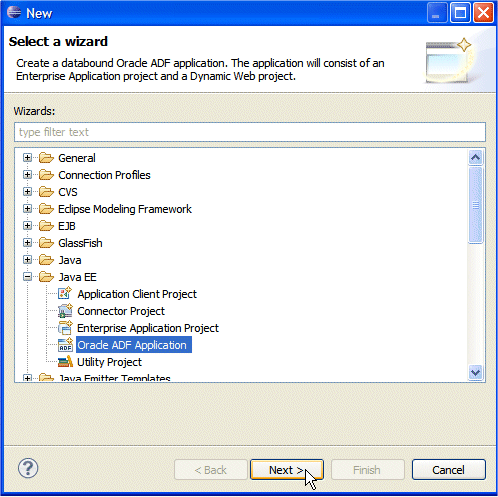 New
Select a wizard
Create a databound Oracle ADF application. The application will consist of an
Enterprise Application project and a Dynamic Web project.
Wizards:
type filter text
General
Connection Profiles
CVS
Eclipse Modeling Framework
EJB
GlassFish
Java
Java EE
Application Client Project
Connector Project
Enterprise Application Project
ADF Oracle ADF Application
Utility Project
Java Emitter Templates
? < Back Next > Finish Cancel